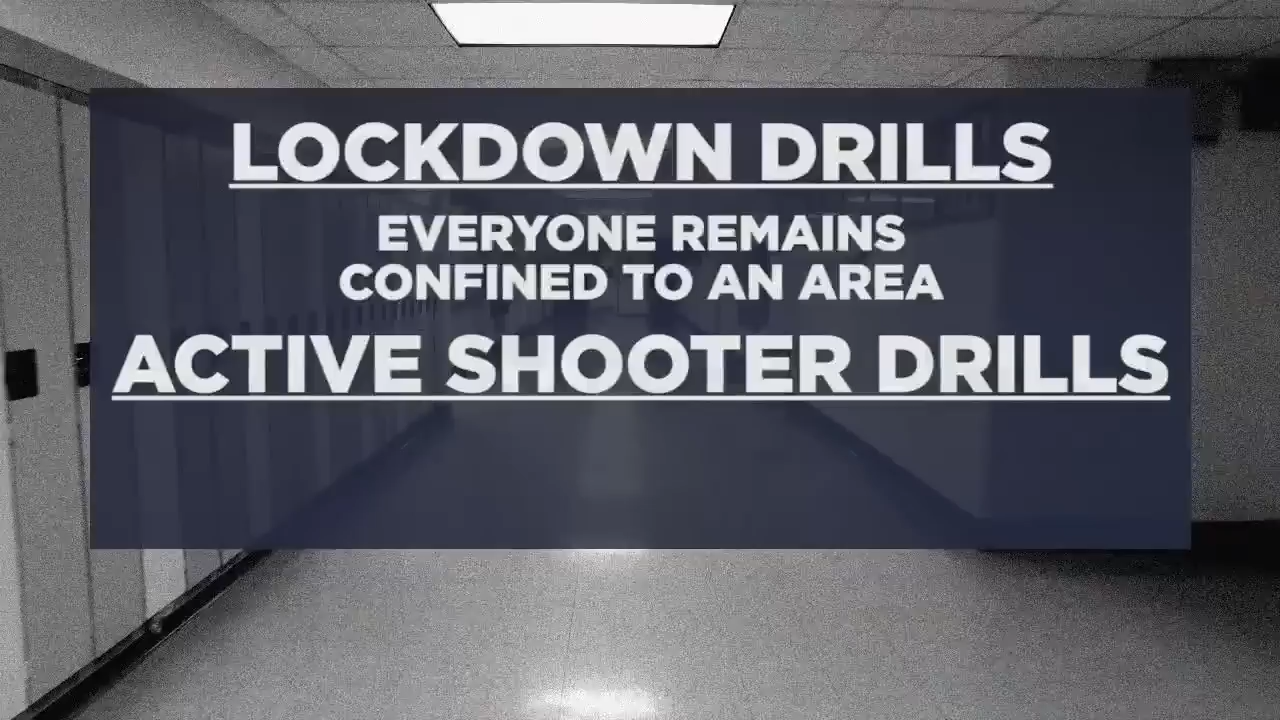 LOCKDOWN DRILLS
EVERYONE REMAINS
CONFINED TO AN AREA
ACTIVE SHOOTER DRILLS